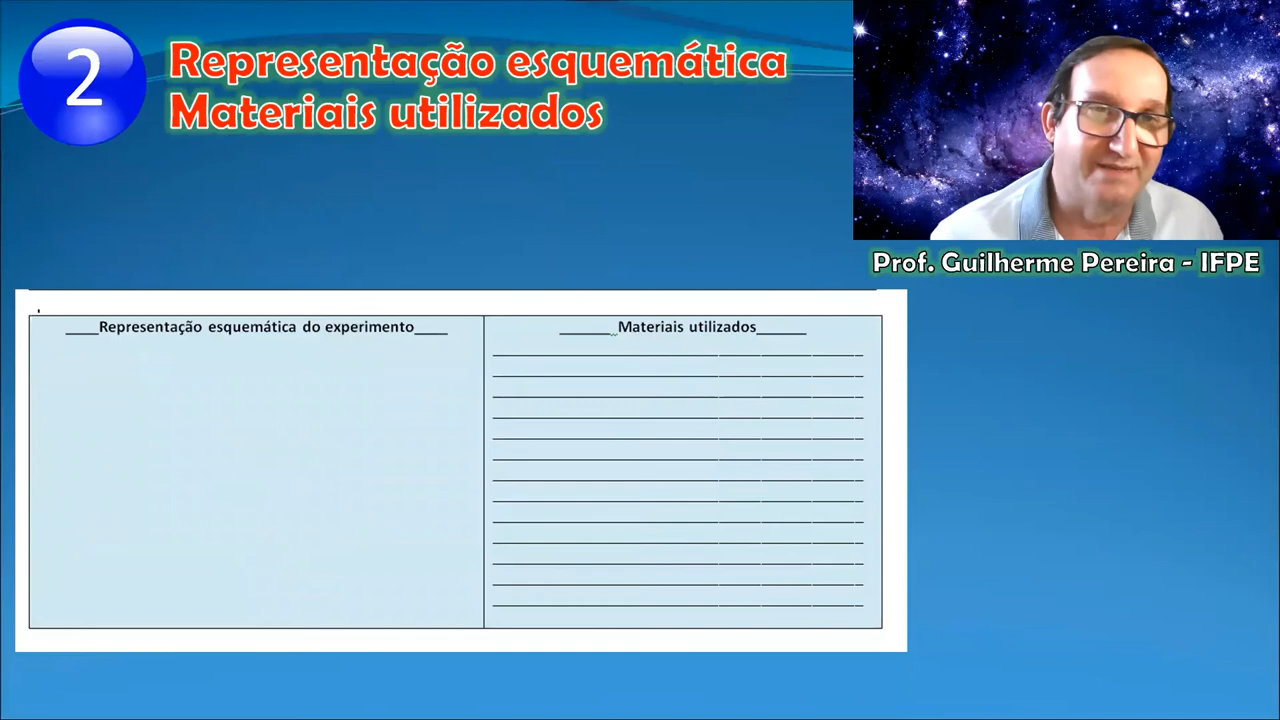 2
Representação esquemática
Materiais utilizados
Prof. Guilherme Pereira - IFPE
____Representação esquemática do experimento____
______Materiais utilizados______